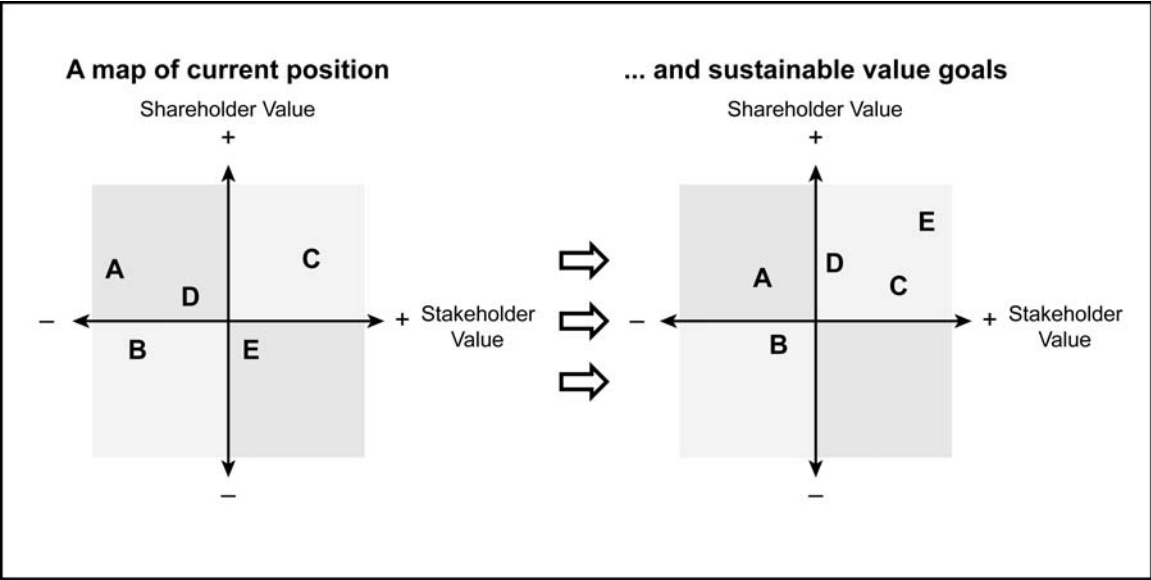 A map of current position
Shareholder Value
+
A
C
D
–
+ Stakeholder
Value
B
E
–
... and sustainable value goals
Shareholder Value
+
E
D
A
C
–
+ Stakeholder
Value
B
–